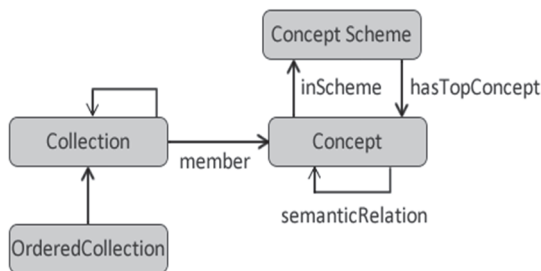 Concept Scheme
inScheme
hasTopConcept
Collection
member
Concept
semanticRelation
OrderedCollection